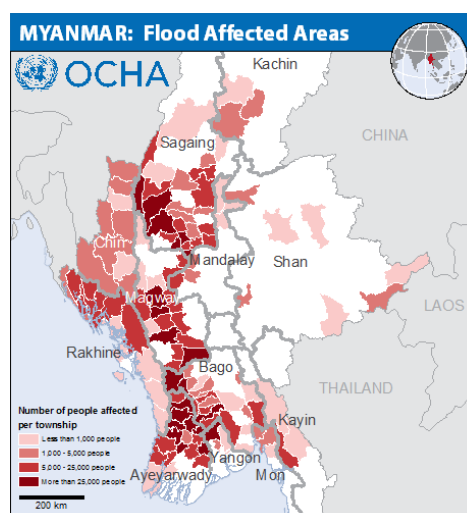 MYANMAR: Flood Affected Areas
OCHA
Kachin
Sagaing
CHINA
Chin
Mandalay
Shan
Magway
LAOS
Rakhine
Bago
THAILAND
Number of people affected
per township
Less than 1,000 people
1,000 - 5,000 people
5,000 - 25,000 people
More than 25,000 people
Kayin
Yangon
Ayeyarwady
Mon
200 km